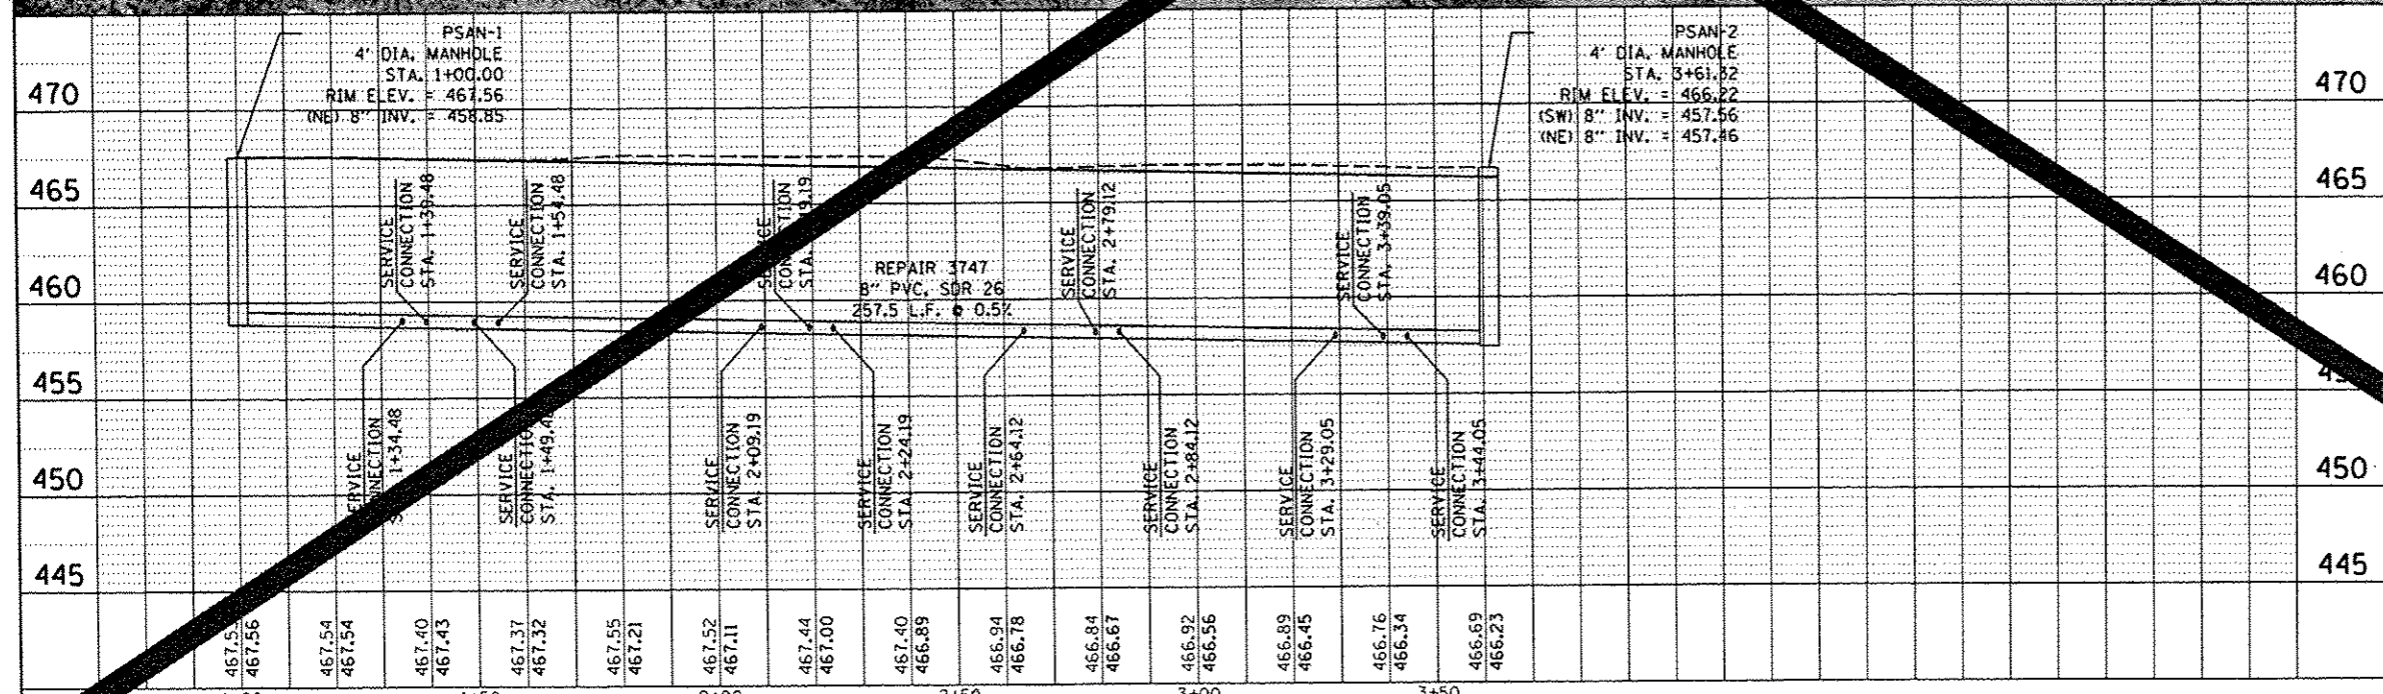 PSAN-1
4' DIA. MANHOLE
STA. 1+00.00
RIM ELEV. = 467.56
(NE) 8" INV. = 458.85
PSAN-2
4' DIA. MANHOLE
STA. 3+61.32
RIM ELEV. = 466.22
(SW) 8" INV. = 457.56
(NE) 8" INV. = 457.46
470
470
465
465
460
460
455
450
450
445
445
SERVICE
CONNECTION
STA. 1+39.48
SERVICE
CONNECTION
STA. 1+54.48
STA.
REPAIR 3747
8" PVC, SDR 26
257.5 L.F. @ 0.5%
SERVICE
CONNECTION
STA. 2+79.12
SERVICE
CONNECTION
STA. 3+39.05
1+34.48
SERVICE
STA.
SERVICE
CONNECTION
STA. 2+09.19
SERVICE
CONNECTION
STA. 2+24.19
SERVICE
CONNECTION
STA. 2+64.12
SERVICE
CONNECTION
STA. 2+84.12
SERVICE
CONNECTION
STA. 3+29.05
SERVICE
CONNECTION
STA. 3+44.05
467.56
467.54
467.54
467.40
467.43
467.37
467.32
467.55
467.21
467.52
467.11
467.44
467.00
467.40
466.89
466.94
466.78
466.84
466.67
466.92
466.56
466.89
466.45
466.76
466.34
466.69
466.23
3+00
3+50